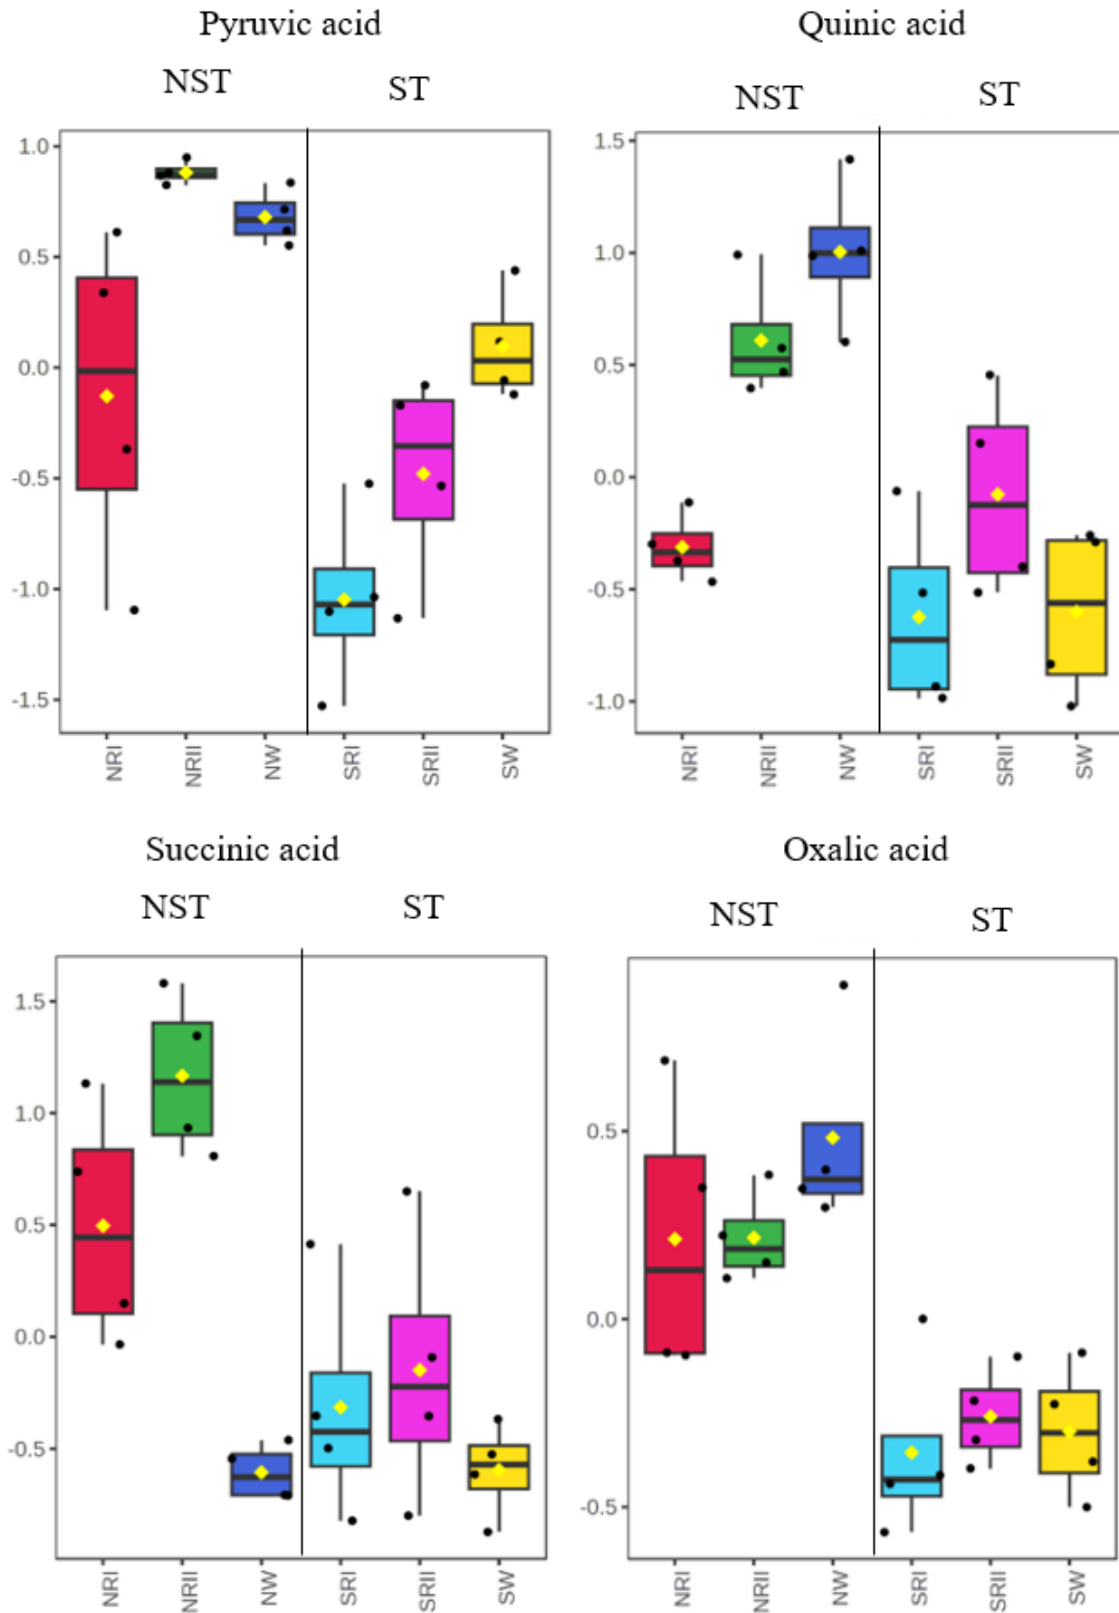 Pyruvic acid
NST ST
1.0
0.5
0.0
-0.5
-1.0
-1.5
NRI NRII NW SRI SRII SW
Quinic acid
NST ST
1.5
1.0
0.5
0.0
-0.5
-1.0
NRI NRII NW SRI SRII SW
Succinic acid
NST ST
1.5
1.0
0.5
0.0
-0.5
NRI NRII NW SRI SRII SW
Oxalic acid
NST ST
0.5
0.0
-0.5
NRI NRII NW SRI SRII SW